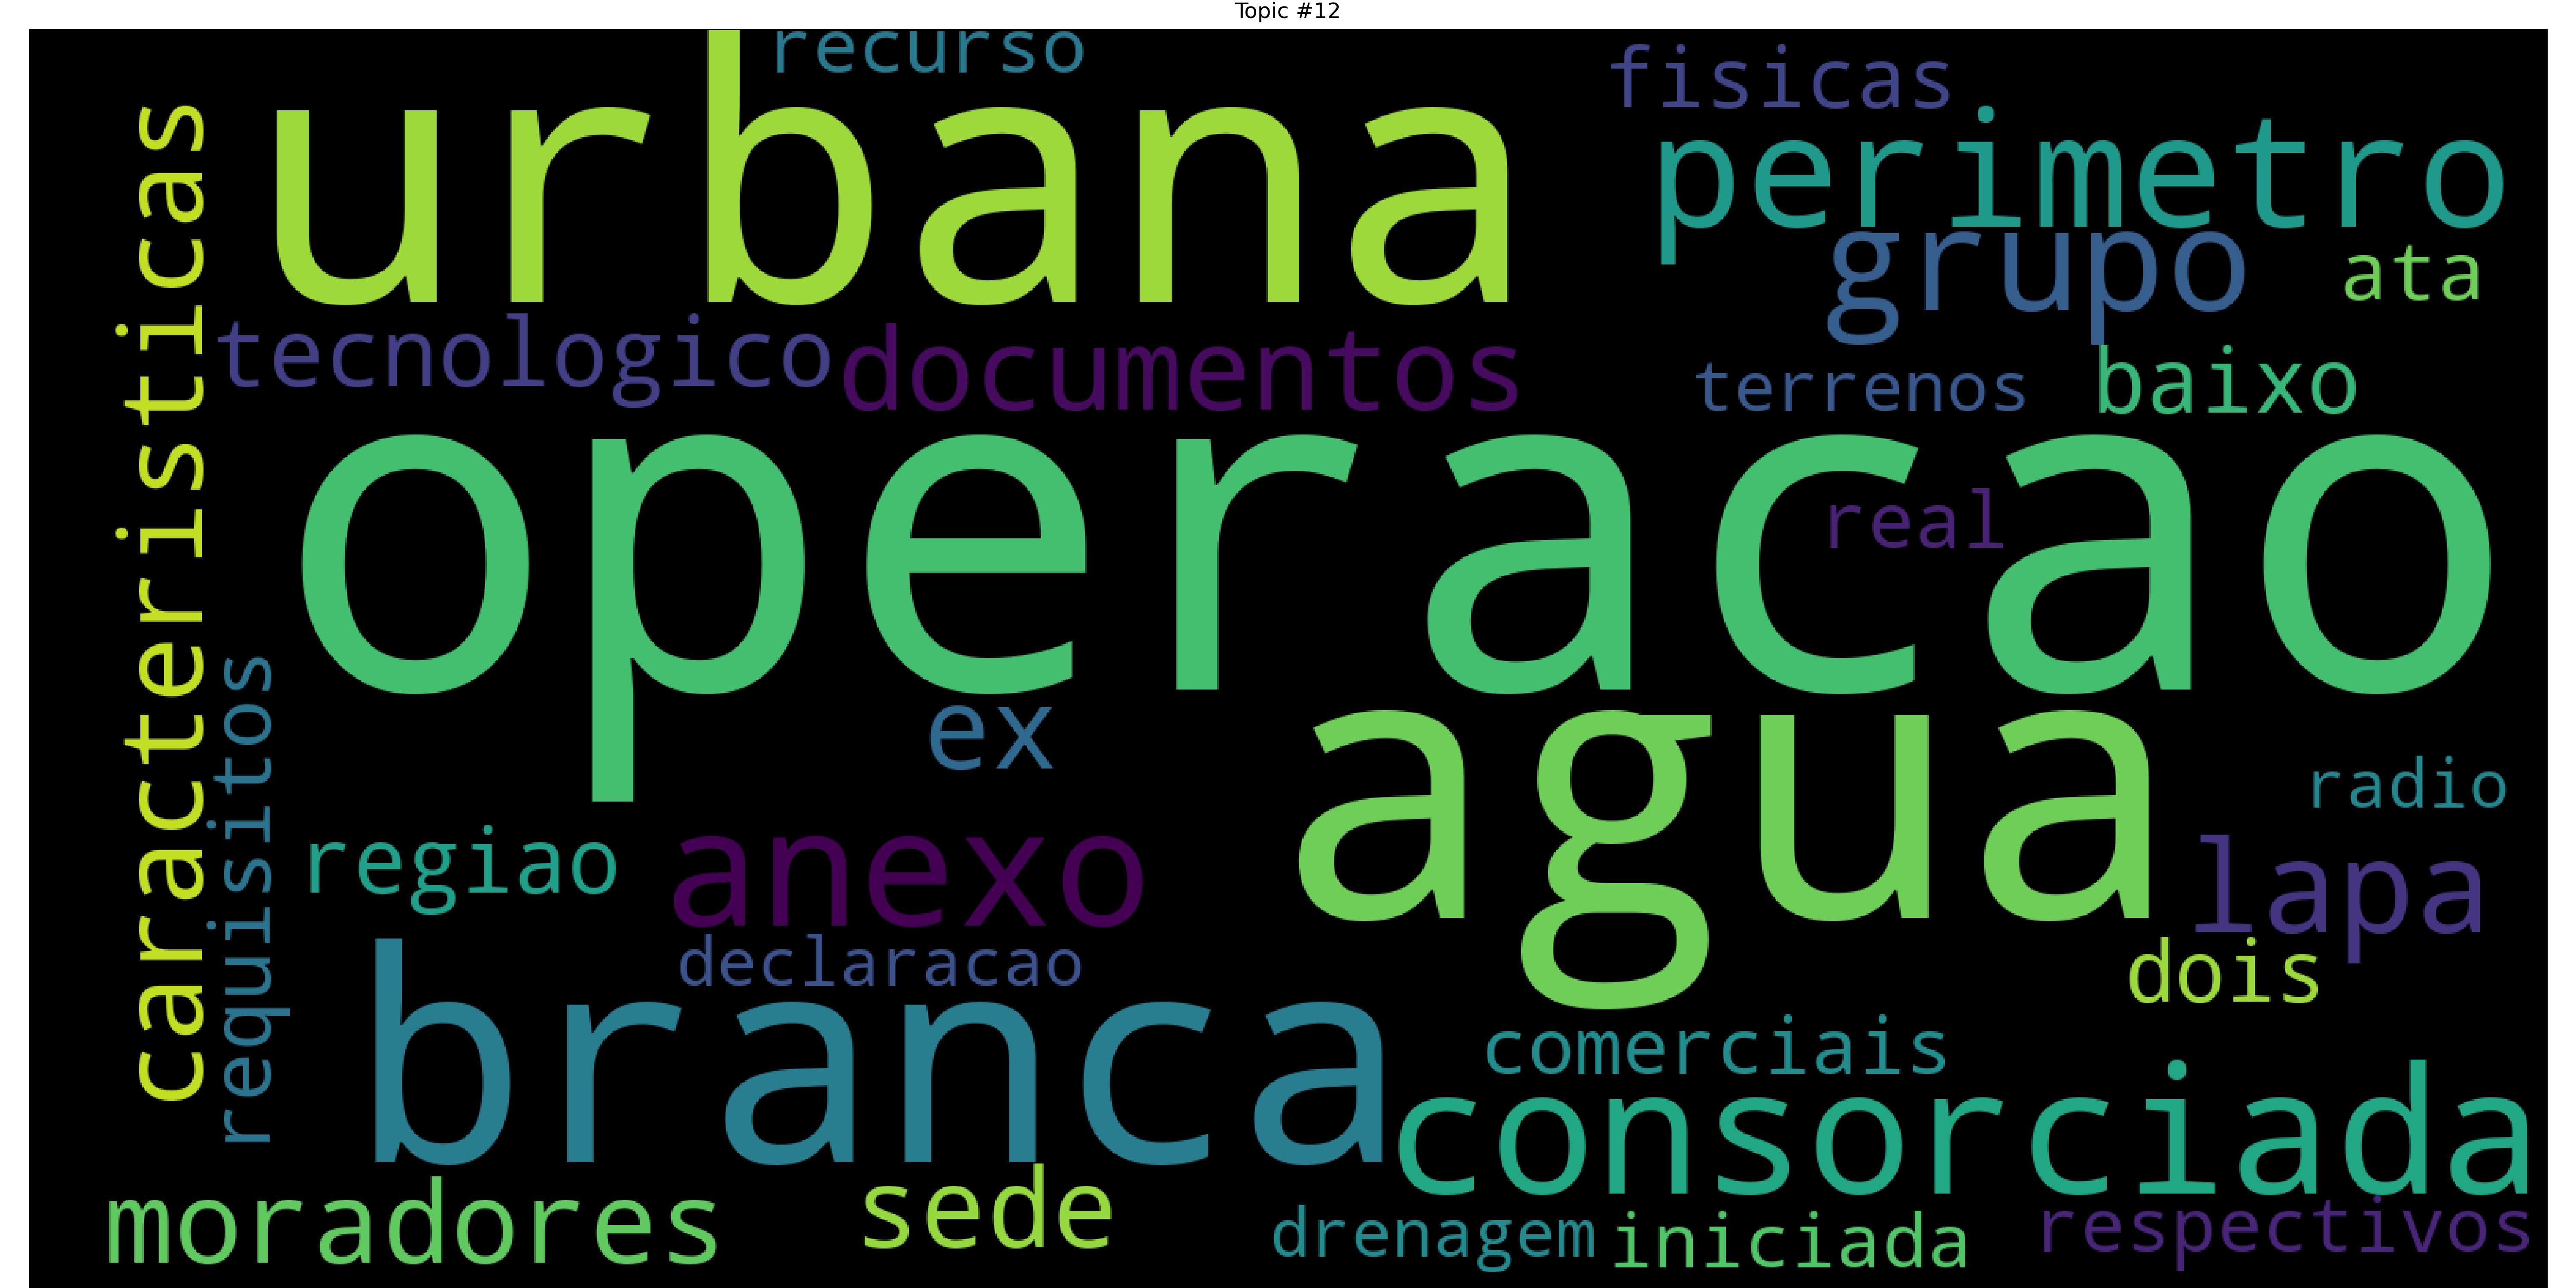 Topic #12
recurso
fisicas
urbana
perimetro
caracteristicas
grupo
ata
tecnologico
documentos
terrenos
baixo
operacao
real
requisitos
ex
agua
radio
regiao
anexo
lapa
declaracao
dois
branca
comerciais
consorciada
moradores
sede
drenagem
iniciada
respectivos